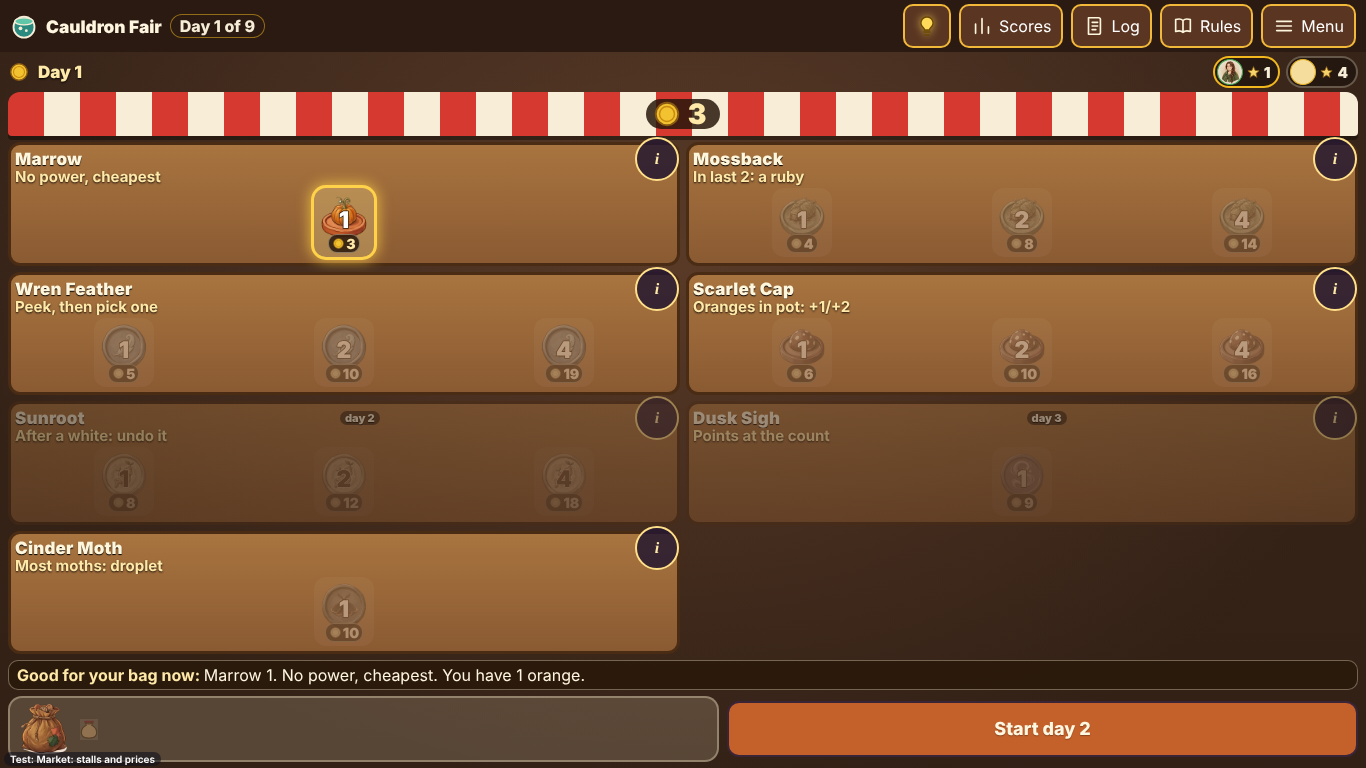 Cauldron Fair Day 1 of 9 Scores Log Rules Menu
Day 1 ★ 1 ★ 4
3
Marrow i
No power, cheapest
1
3
Mossback i
In last 2: a ruby
1 2 4
4 8 14
Wren Feather i
Peek, then pick one
1 2 4
5 10 19
Scarlet Cap i
Oranges in pot: +1/+2
1 2 4
6 10 16
Sunroot day 2 i
After a white: undo it
1 2 4
8 12 18
Dusk Sigh day 3 i
Points at the count
1
9
Cinder Moth i
Most moths: droplet
1
10
Good for your bag now: Marrow 1. No power, cheapest. You have 1 orange.
Start day 2
Test: Market: stalls and prices